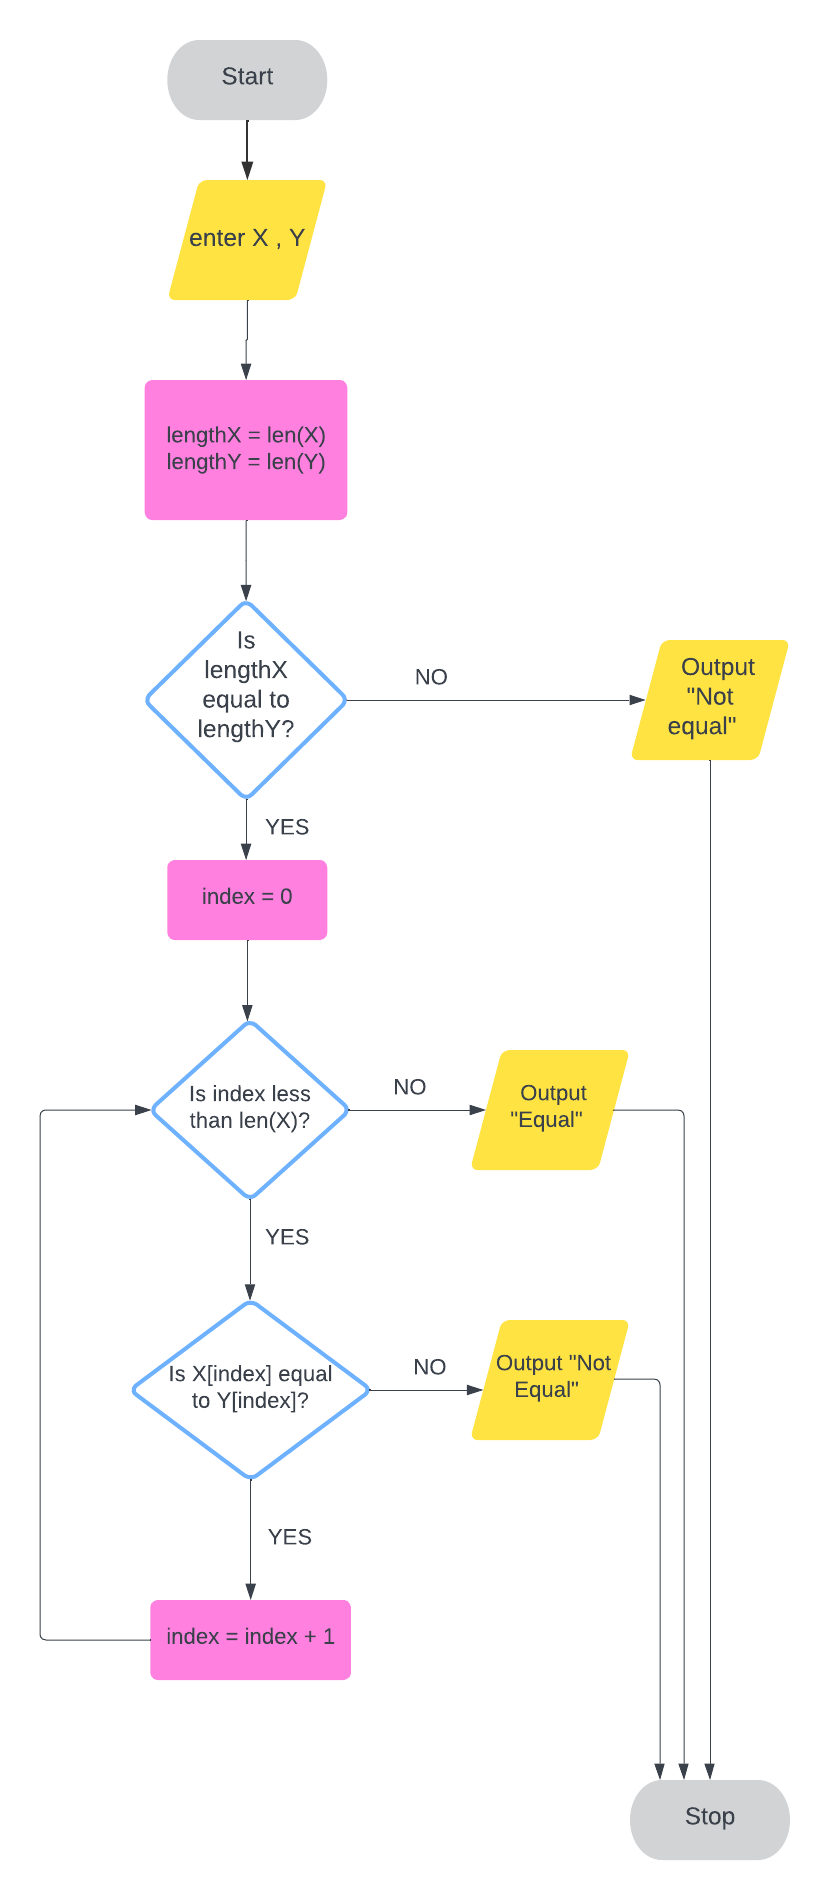 Start
enter X , Y
lengthX = len(X)
lengthY = len(Y)
Is
lengthX
equal to
lengthY?
NO
Output
"Not
equal"
YES
index = 0
Is index less
than len(X)?
NO
Output
"Equal"
YES
Is X[index] equal
to Y[index]?
NO
Output "Not
Equal"
YES
index = index + 1
Stop